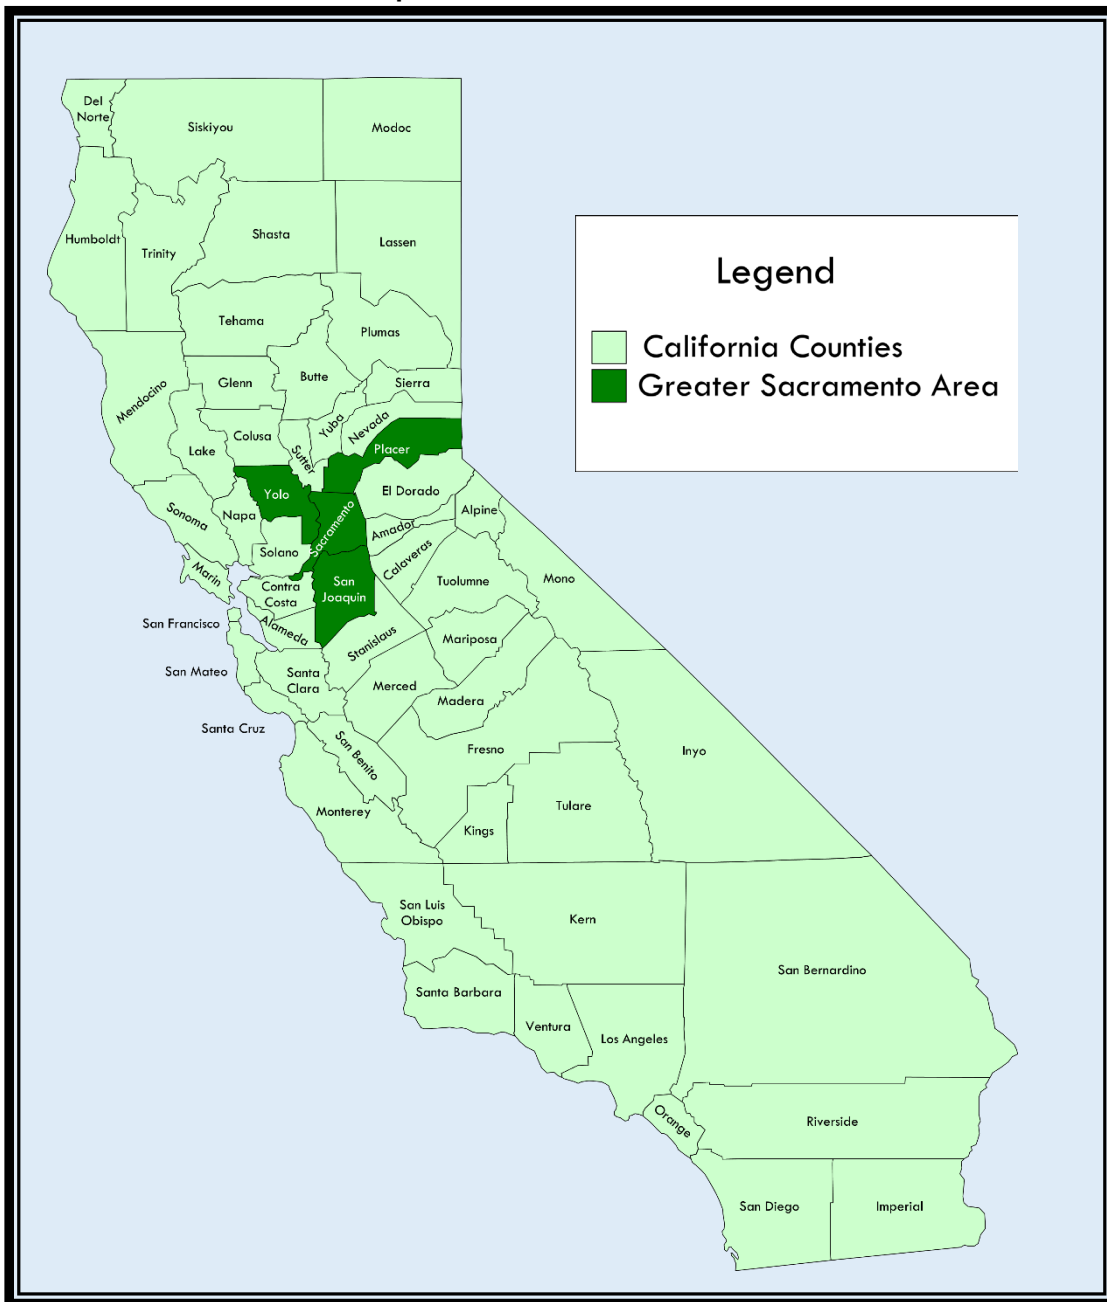 Del
Norte
Siskiyou
Modoc
Humboldt
Trinity
Shasta
Lassen
Tehama
Plumas
Mendocino
Glenn
Butte
Sierra
Lake
Colusa
Sutter
Yuba
Nevada
Placer
Sonoma
Napa
Yolo
Sacramento
El Dorado
Alpine
Amador
Solano
Marin
Calaveras
Contra
Costa
San
Joaquin
Tuolumne
Mono
San Francisco
Alameda
Stanislaus
Mariposa
San Mateo
Santa
Clara
Merced
Madera
Santa Cruz
San Benito
Fresno
Inyo
Monterey
Kings
Tulare
San Luis
Obispo
Kern
San Bernardino
Santa Barbara
Ventura
Los Angeles
Orange
Riverside
San Diego
Imperial
Legend
California Counties
Greater Sacramento Area